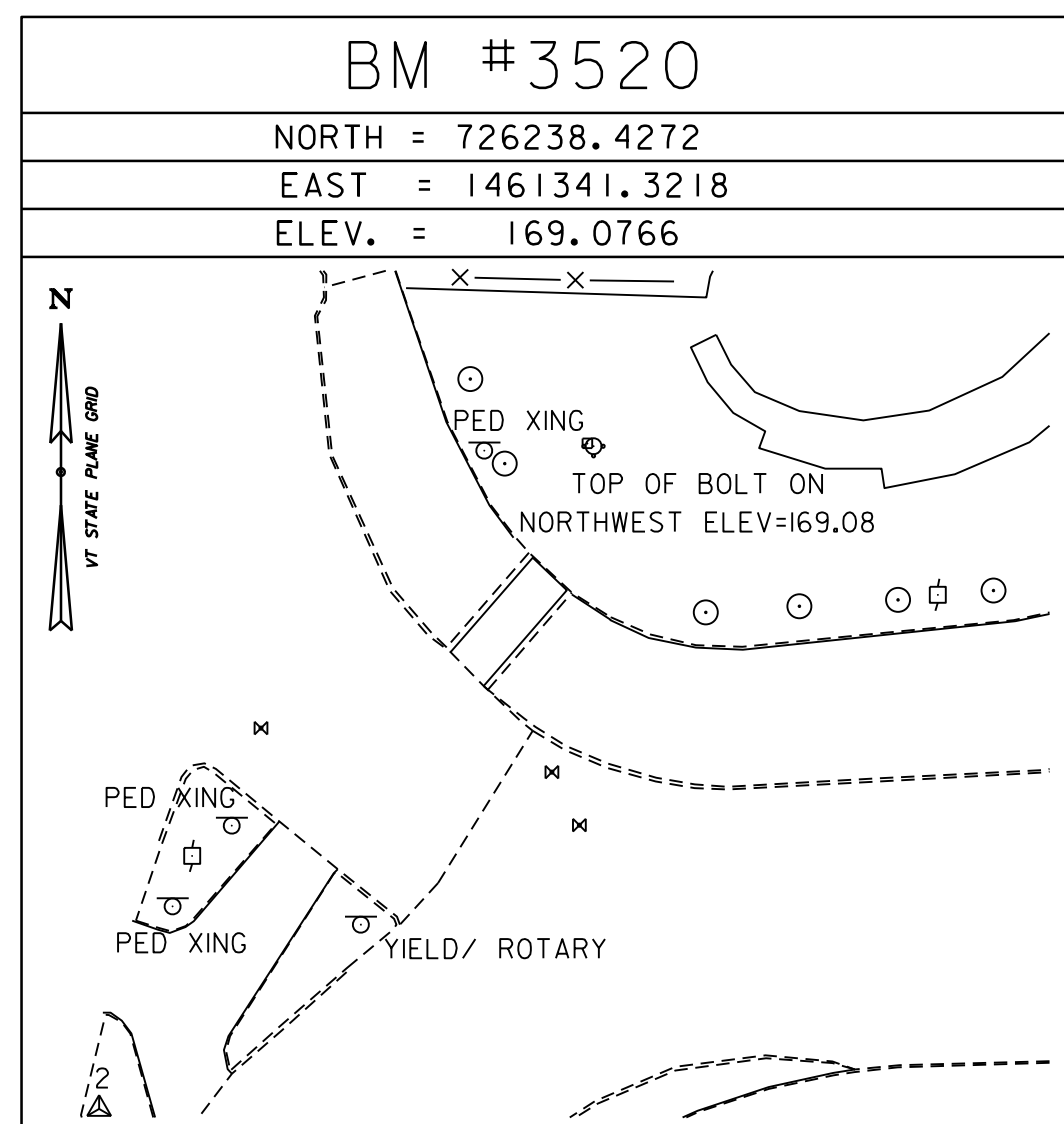 BM #3520
NORTH = 726238.4272
EAST = 1461341.3218
ELEV. = 169.0766
N
VT STATE PLANE GRID
PED XING
TOP OF BOLT ON
NORTHWEST ELEV=169.08
PED XING
PED XING
YIELD/ ROTARY
2